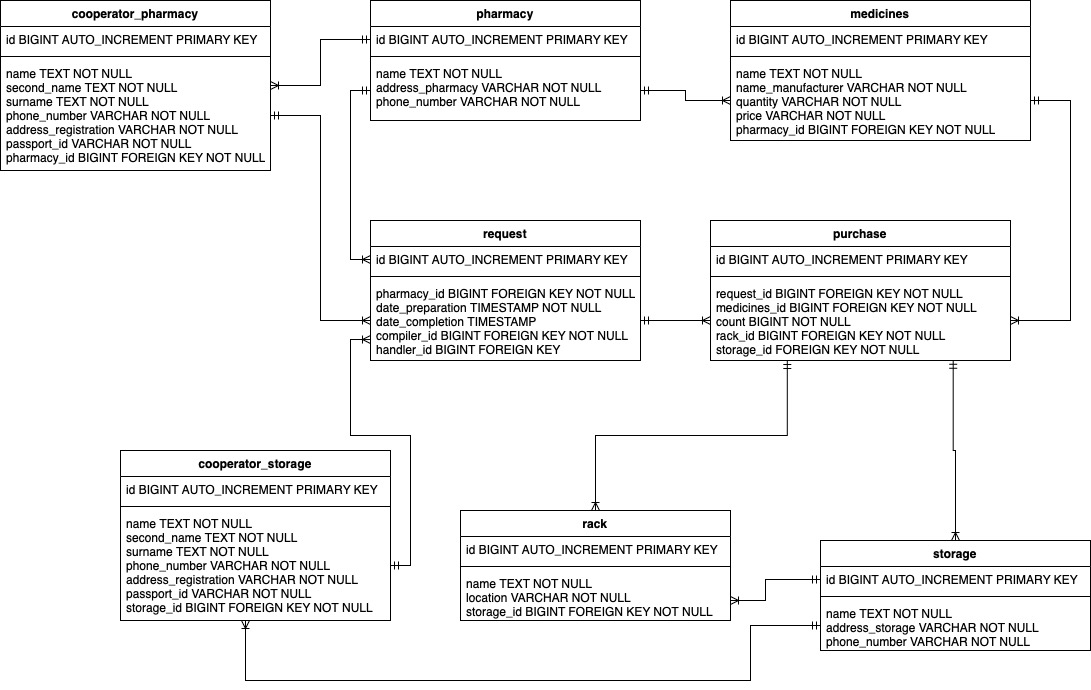 cooperator_pharmacy
id BIGINT AUTO_INCREMENT PRIMARY KEY
name TEXT NOT NULL
second_name TEXT NOT NULL
surname TEXT NOT NULL
phone_number VARCHAR NOT NULL
address_registration VARCHAR NOT NULL
passport_id VARCHAR NOT NULL
pharmacy_id BIGINT FOREIGN KEY NOT NULL
pharmacy
id BIGINT AUTO_INCREMENT PRIMARY KEY
name TEXT NOT NULL
address_pharmacy VARCHAR NOT NULL
phone_number VARCHAR NOT NULL
medicines
id BIGINT AUTO_INCREMENT PRIMARY KEY
name TEXT NOT NULL
name_manufacturer VARCHAR NOT NULL
quantity VARCHAR NOT NULL
price VARCHAR NOT NULL
pharmacy_id BIGINT FOREIGN KEY NOT NULL
request
id BIGINT AUTO_INCREMENT PRIMARY KEY
pharmacy_id BIGINT FOREIGN KEY NOT NULL
date_preparation TIMESTAMP NOT NULL
date_completion TIMESTAMP
compiler_id BIGINT FOREIGN KEY NOT NULL
handler_id BIGINT FOREIGN KEY
purchase
id BIGINT AUTO_INCREMENT PRIMARY KEY
request_id BIGINT FOREIGN KEY NOT NULL
medicines_id BIGINT FOREIGN KEY NOT NULL
count BIGINT NOT NULL
rack_id BIGINT FOREIGN KEY NOT NULL
storage_id FOREIGN KEY NOT NULL
cooperator_storage
id BIGINT AUTO_INCREMENT PRIMARY KEY
name TEXT NOT NULL
second_name TEXT NOT NULL
surname TEXT NOT NULL
phone_number VARCHAR NOT NULL
address_registration VARCHAR NOT NULL
passport_id VARCHAR NOT NULL
storage_id BIGINT FOREIGN KEY NOT NULL
rack
id BIGINT AUTO_INCREMENT PRIMARY KEY
name TEXT NOT NULL
location VARCHAR NOT NULL
storage_id BIGINT FOREIGN KEY NOT NULL
storage
id BIGINT AUTO_INCREMENT PRIMARY KEY
name TEXT NOT NULL
address_storage VARCHAR NOT NULL
phone_number VARCHAR NOT NULL